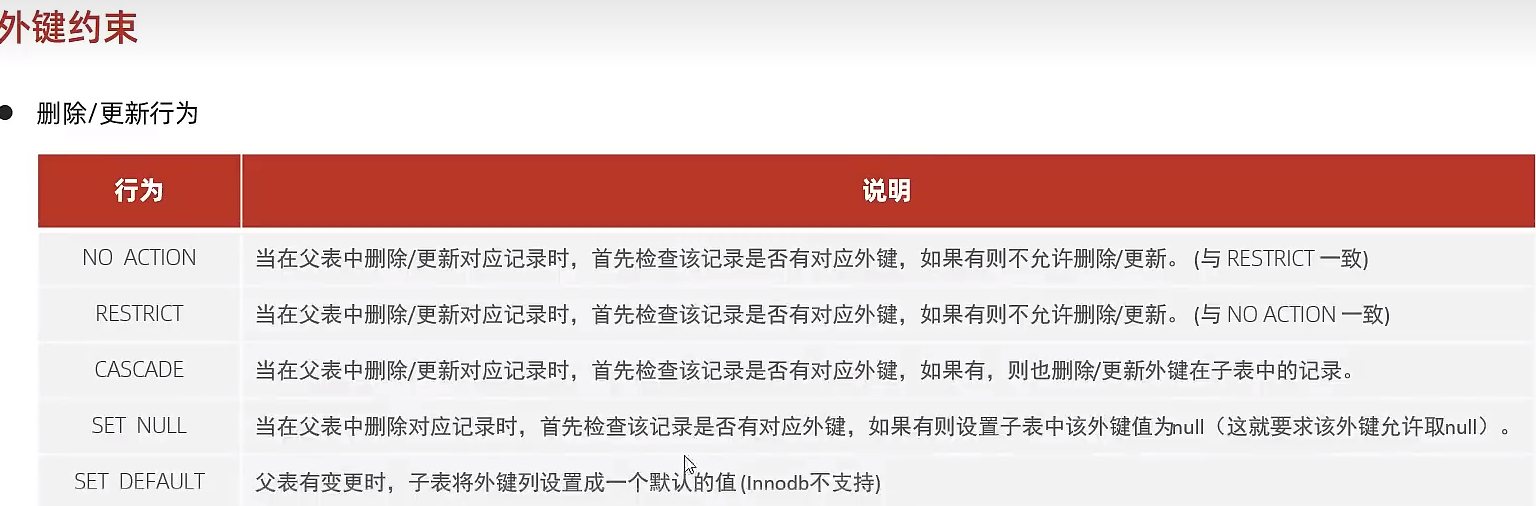 外键约束
● 删除/更新行为
行为 说明
NO ACTION 当在父表中删除/更新对应记录时，首先检查该记录是否有对应外键，如果有则不允许删除/更新。 (与 RESTRICT 一致)
RESTRICT 当在父表中删除/更新对应记录时，首先检查该记录是否有对应外键，如果有则不允许删除/更新。 (与 NO ACTION 一致)
CASCADE 当在父表中删除/更新对应记录时，首先检查该记录是否有对应外键，如果有，则也删除/更新外键在子表中的记录。
SET NULL 当在父表中删除对应记录时，首先检查该记录是否有对应外键，如果有则设置子表中该外键值为null（这就要求该外键允许取null）。
SET DEFAULT 父表有变更时，子表将外键列设置成一个默认的值 (Innodb不支持)